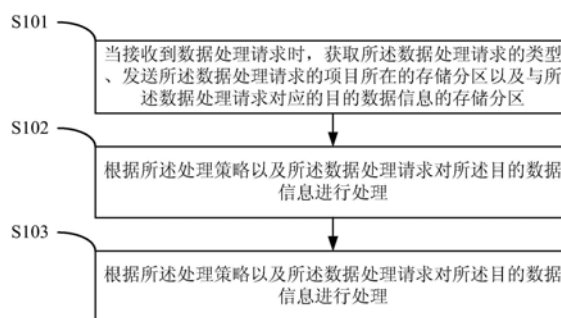 S101
当接收到数据处理请求时，获取所述数据处理请求的类型
、发送所述数据处理请求的项目所在的存储分区以及与所
述数据处理请求对应的目的数据信息的存储分区
S102
根据所述处理策略以及所述数据处理请求对所述目的数据
信息进行处理
S103
根据所述处理策略以及所述数据处理请求对所述目的数据
信息进行处理